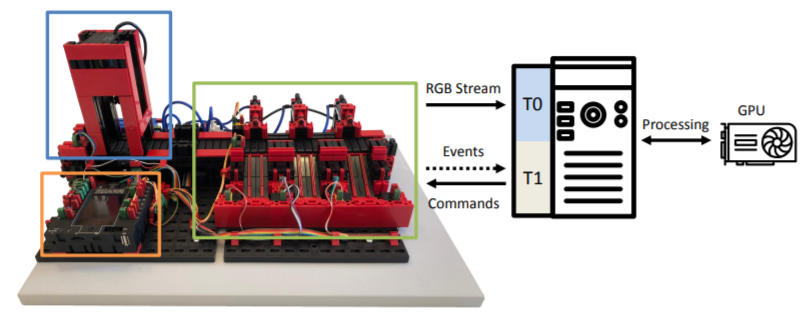 RGB Stream
T0
GPU
Processing
Events
T1
Commands